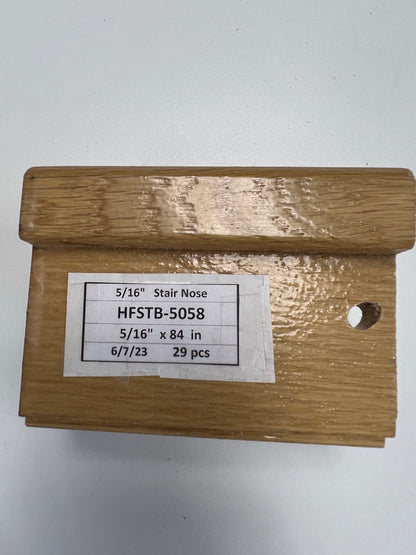 5/16" Stair Nose
HFSTB-5058
5/16" x 84 in
6/7/23 29 pcs